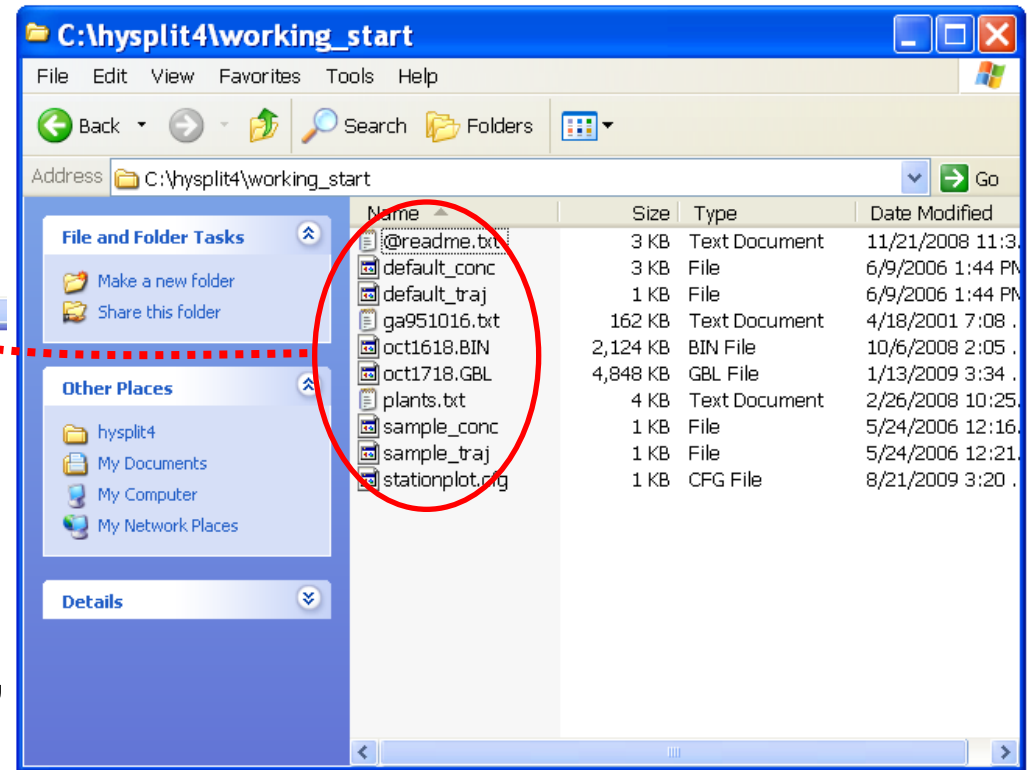 C:\hysplit4\working_start
File Edit View Favorites Tools Help
Back Search Folders
Address C:\hysplit4\working_start Go
File and Folder Tasks
Make a new folder
Share this folder
Other Places
hysplit4
My Documents
My Computer
My Network Places
Details
Name Size Type Date Modified
@readme.txt 3 KB Text Document 11/21/2008 11:3
default_conc 3 KB File 6/9/2006 1:44 PM
default_traj 1 KB File 6/9/2006 1:44 PM
ga951016.txt 162 KB Text Document 4/18/2001 7:08 .
oct1618.BIN 2,124 KB BIN File 10/6/2008 2:05 .
oct1718.GBL 4,848 KB GBL File 1/13/2009 3:34 .
plants.txt 4 KB Text Document 2/26/2008 10:25.
sample_conc 1 KB File 5/24/2006 12:16.
sample_traj 1 KB File 5/24/2006 12:21.
stationplot.cfg 1 KB CFG File 8/21/2009 3:20 .